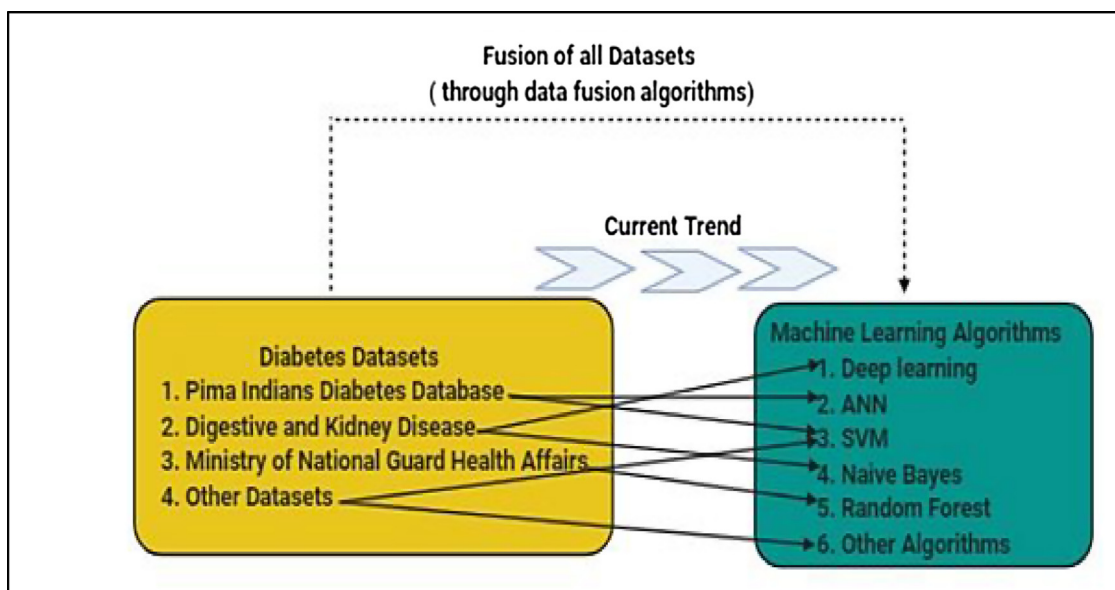 Fusion of all Datasets
( through data fusion algorithms)
Current Trend
Diabetes Datasets
1. Pima Indians Diabetes Database
2. Digestive and Kidney Disease
3. Ministry of National Guard Health Affairs
4. Other Datasets
Machine Learning Algorithms
1. Deep learning
2. ANN
3. SVM
4. Naive Bayes
5. Random Forest
6. Other Algorithms